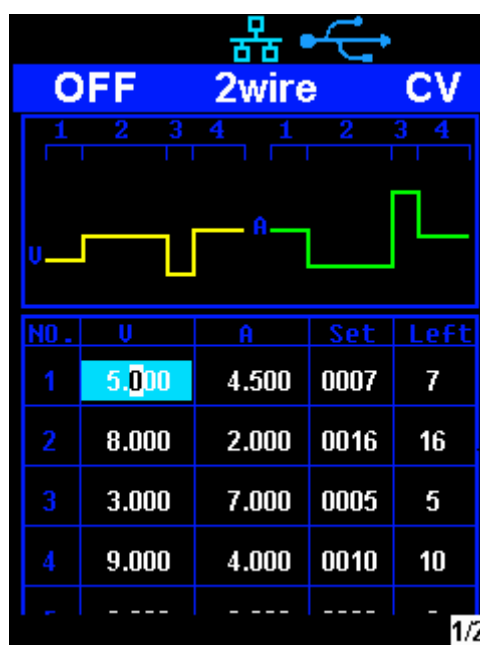 OFF 2wire CV
1 2 3 4 1 2 3 4
V A
NO. V A Set Left
1 5.000 4.500 0007 7
2 8.000 2.000 0016 16
3 3.000 7.000 0005 5
4 9.000 4.000 0010 10
1/2